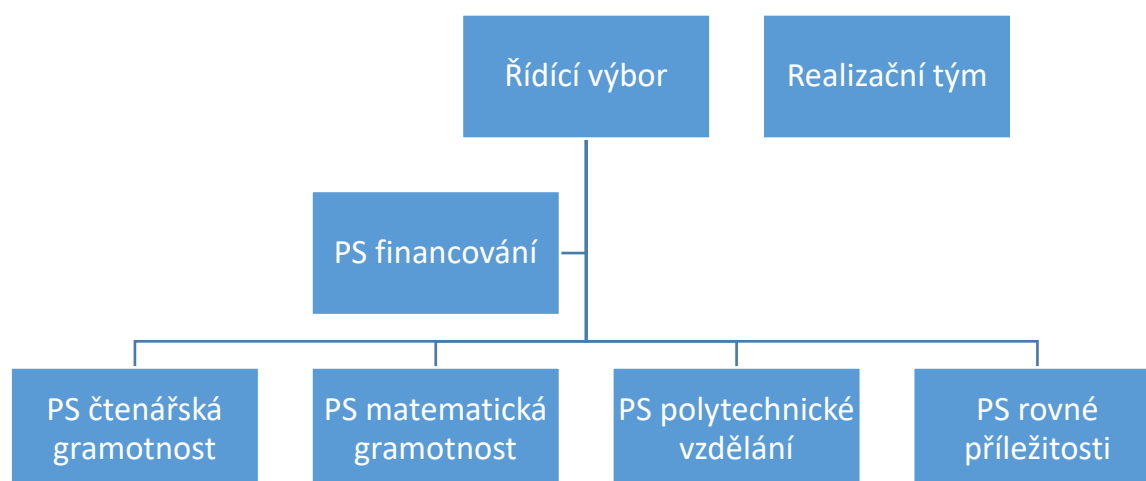 Řídící výbor
Realizační tým
PS financování
PS čtenářská
gramotnost
PS matematická
gramotnost
PS polytechnické
vzdělání
PS rovné
příležitosti